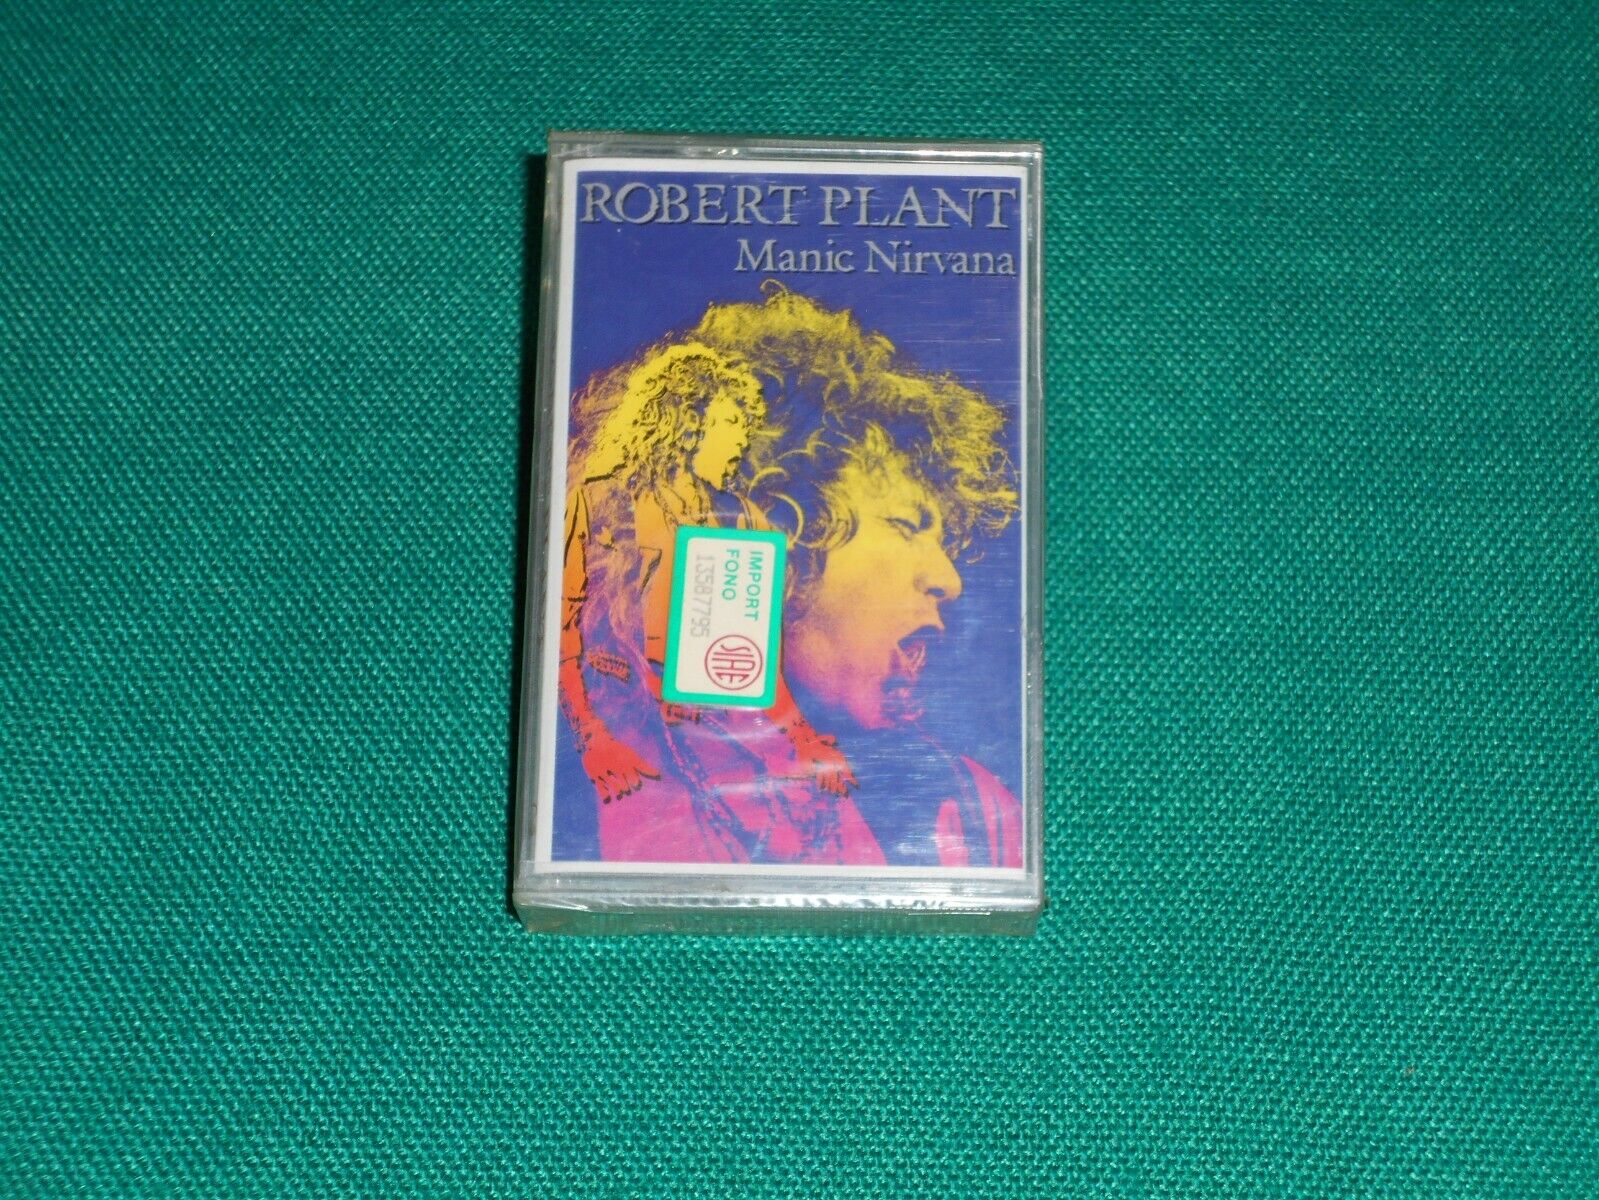 ROBERT PLANT
Manic Nirvana
IMPORT
FONO
13587795
SIAE